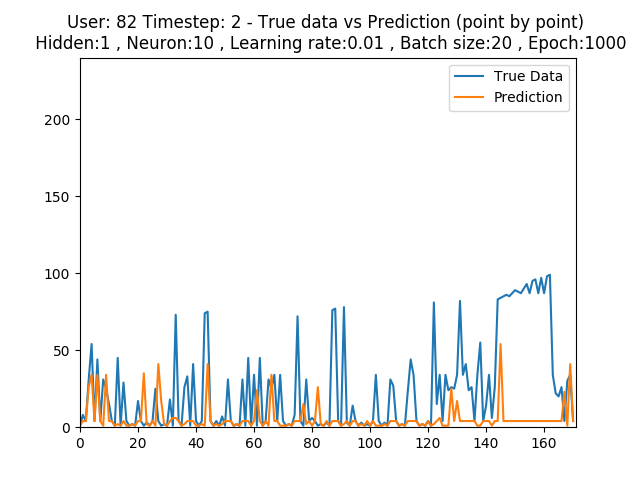 User: 82 Timestep: 2 - True data vs Prediction (point by point)
Hidden:1 , Neuron:10 , Learning rate:0.01 , Batch size:20 , Epoch:1000
True Data
Prediction
200
150
100
50
0
0 20 40 60 80 100 120 140 160